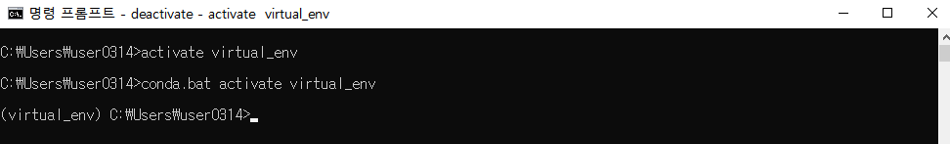 명령 프롬프트 - deactivate - activate virtual_env
C:₩Users₩user0314>activate virtual_env
C:₩Users₩user0314>conda.bat activate virtual_env
(virtual_env) C:₩Users₩user0314>